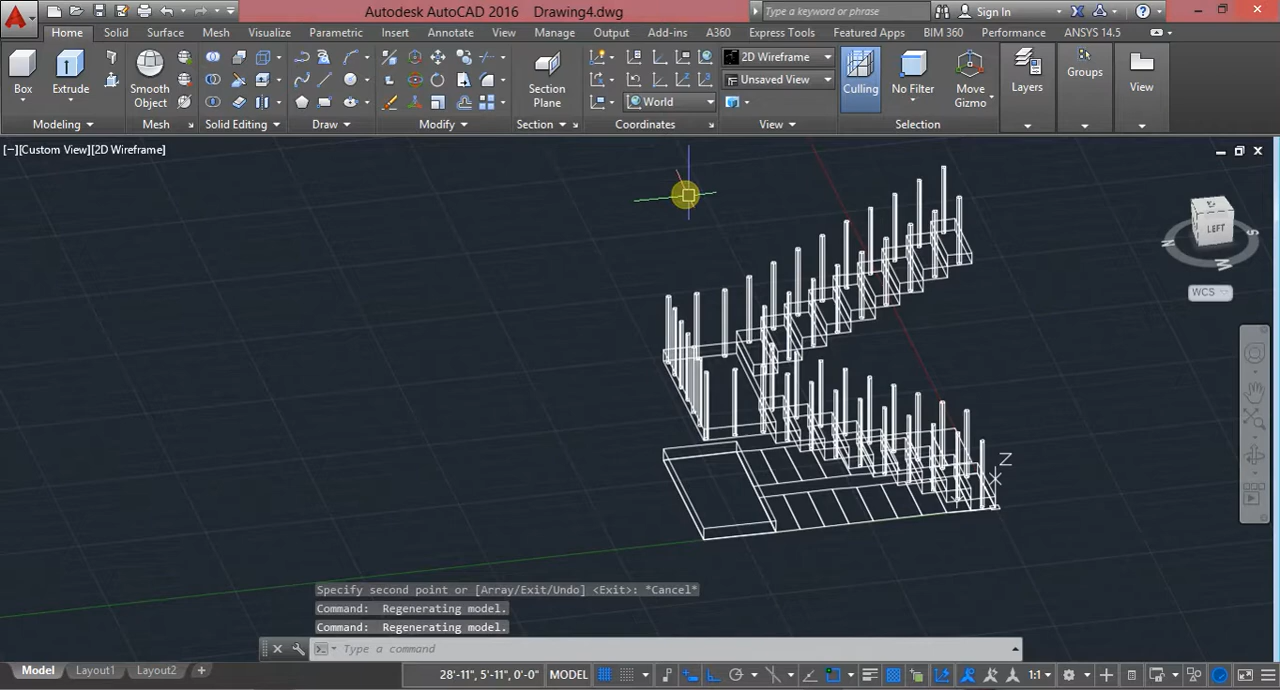 Autodesk AutoCAD 2016 Drawing4.dwg
Type a keyword or phrase
Sign In
Home Solid Surface Mesh Visualize Parametric Insert Annotate View Manage Output Add-ins A360 Express Tools Featured Apps BIM 360 Performance ANSYS 14.5
Box
Extrude
Smooth
Object
Section
Plane
World
2D Wireframe
Unsaved View
Culling
No Filter
Move
Gizmo
Layers
Groups
View
Modeling Mesh Solid Editing Draw Modify Section Coordinates View Selection
[−][Custom View][2D Wireframe]
LEFT
N
S
W
WCS
Z
X
Specify second point or [Array/Exit/Undo] <Exit>: *Cancel*
Command: Regenerating model.
Command: Regenerating model.
Type a command
Model Layout1 Layout2 +
28'-11", 5'-11", 0'-0" MODEL
1:1